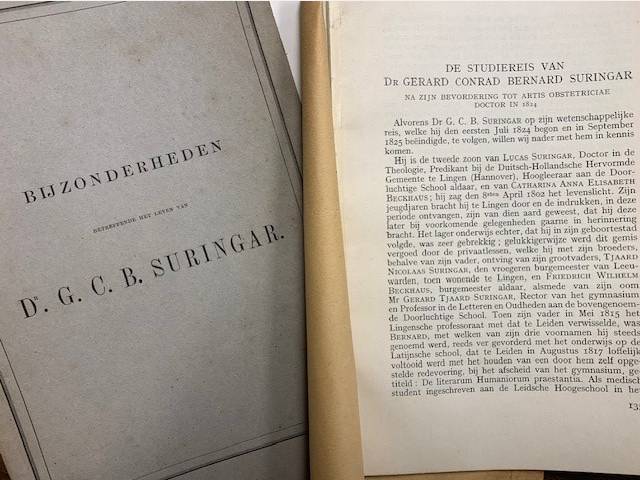 BIJZONDERHEDEN
BETREFFENDE HET LEVEN VAN
Dr. G. C. B. SURINGAR.
DE STUDIEREIS VAN
DR GERARD CONRAD BERNARD SURINGAR
NA ZIJN BEVORDERING TOT ARTIS OBSTETRICIAE
DOCTOR IN 1824
Alvorens Dr G. C. B. SURINGAR op zijn wetenschappelijke
reis, welke hij den eersten Juli 1824 begon en in September
1825 beëindigde, te volgen, willen wij nader met hem in kennis
komen.
Hij is de tweede zoon van LUCAS SURINGAR, Doctor in de
Theologie, Predikant bij de Duitsch-Hollandsche Hervormde
Gemeente te Lingen (Hannover), Hoogleeraar aan de Door-
luchtige School aldaar, en van CATHARINA ANNA ELISABETH
BECKHAUS; hij zag den 8sten April 1802 het levenslicht. Zijn
jeugdjaren bracht hij te Lingen door en de indrukken, in deze
periode ontvangen, zijn van dien aard geweest, dat hij deze
later bij voorkomende gelegenheden gaarne in herinnering
bracht. Het lager onderwijs echter, dat hij in zijn geboortestad
volgde, was zeer gebrekkig; gelukkigerwijze werd dit gemis
vergoed door de privaatlessen, welke hij met zijn broeders,
behalve van zijn vader, ontving van zijn grootvaders, TJAARD
NICOLAAS SURINGAR, den vroegeren burgemeester van Leeu-
warden, toen wonende te Lingen, en FRIEDRICH WILHELM
BECKHAUS, burgemeester aldaar, alsmede van zijn oom
Mr GERARD TJAARD SURINGAR, Rector van het gymnasium
en Professor in de Letteren en Oudheden aan de bovengenoem-
de Doorluchtige School. Toen zijn vader in Mei 1815 het
Lingensche professoraat met dat te Leiden verwisselde, was
BERNARD, met welken van zijn drie voornamen hij steeds
genoemd werd, reeds ver gevorderd met het onderwijs op de
Latijnsche school, dat te Leiden in Augustus 1817 loffelijk
voltooid werd met het houden van een door hem zelf opge-
stelde redevoering, bij het afscheid van het gymnasium, ge-
titeld: De literarum Humaniorum praestantia. Als medisch
student ingeschreven aan de Leidsche Hoogeschool in het